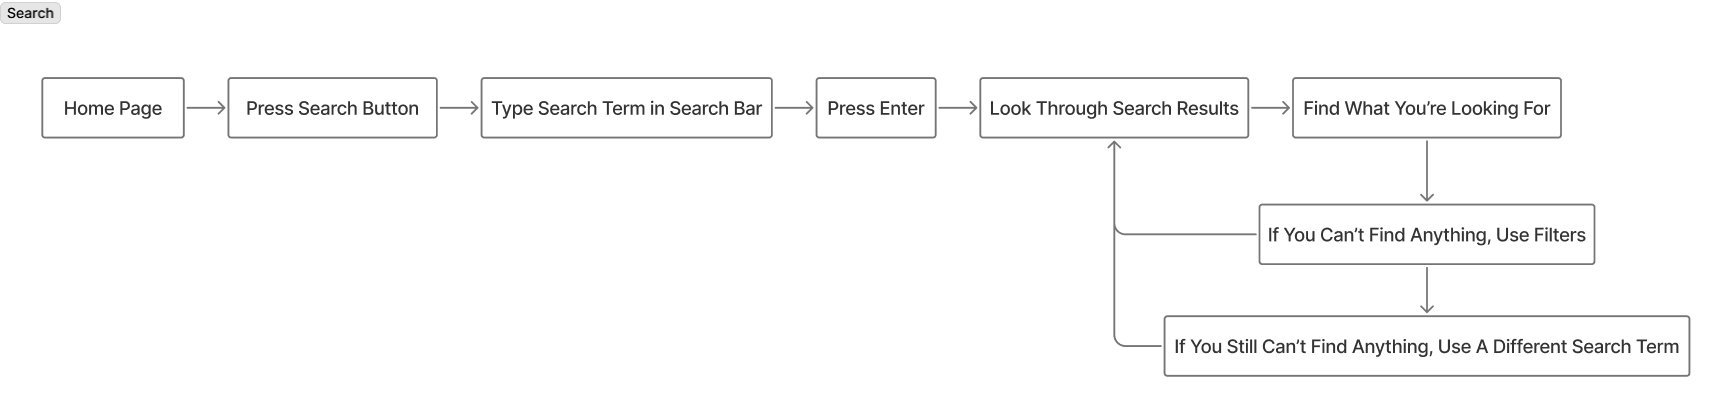 Search
Home Page
Press Search Button
Type Search Term in Search Bar
Press Enter
Look Through Search Results
Find What You’re Looking For
If You Can’t Find Anything, Use Filters
If You Still Can’t Find Anything, Use A Different Search Term